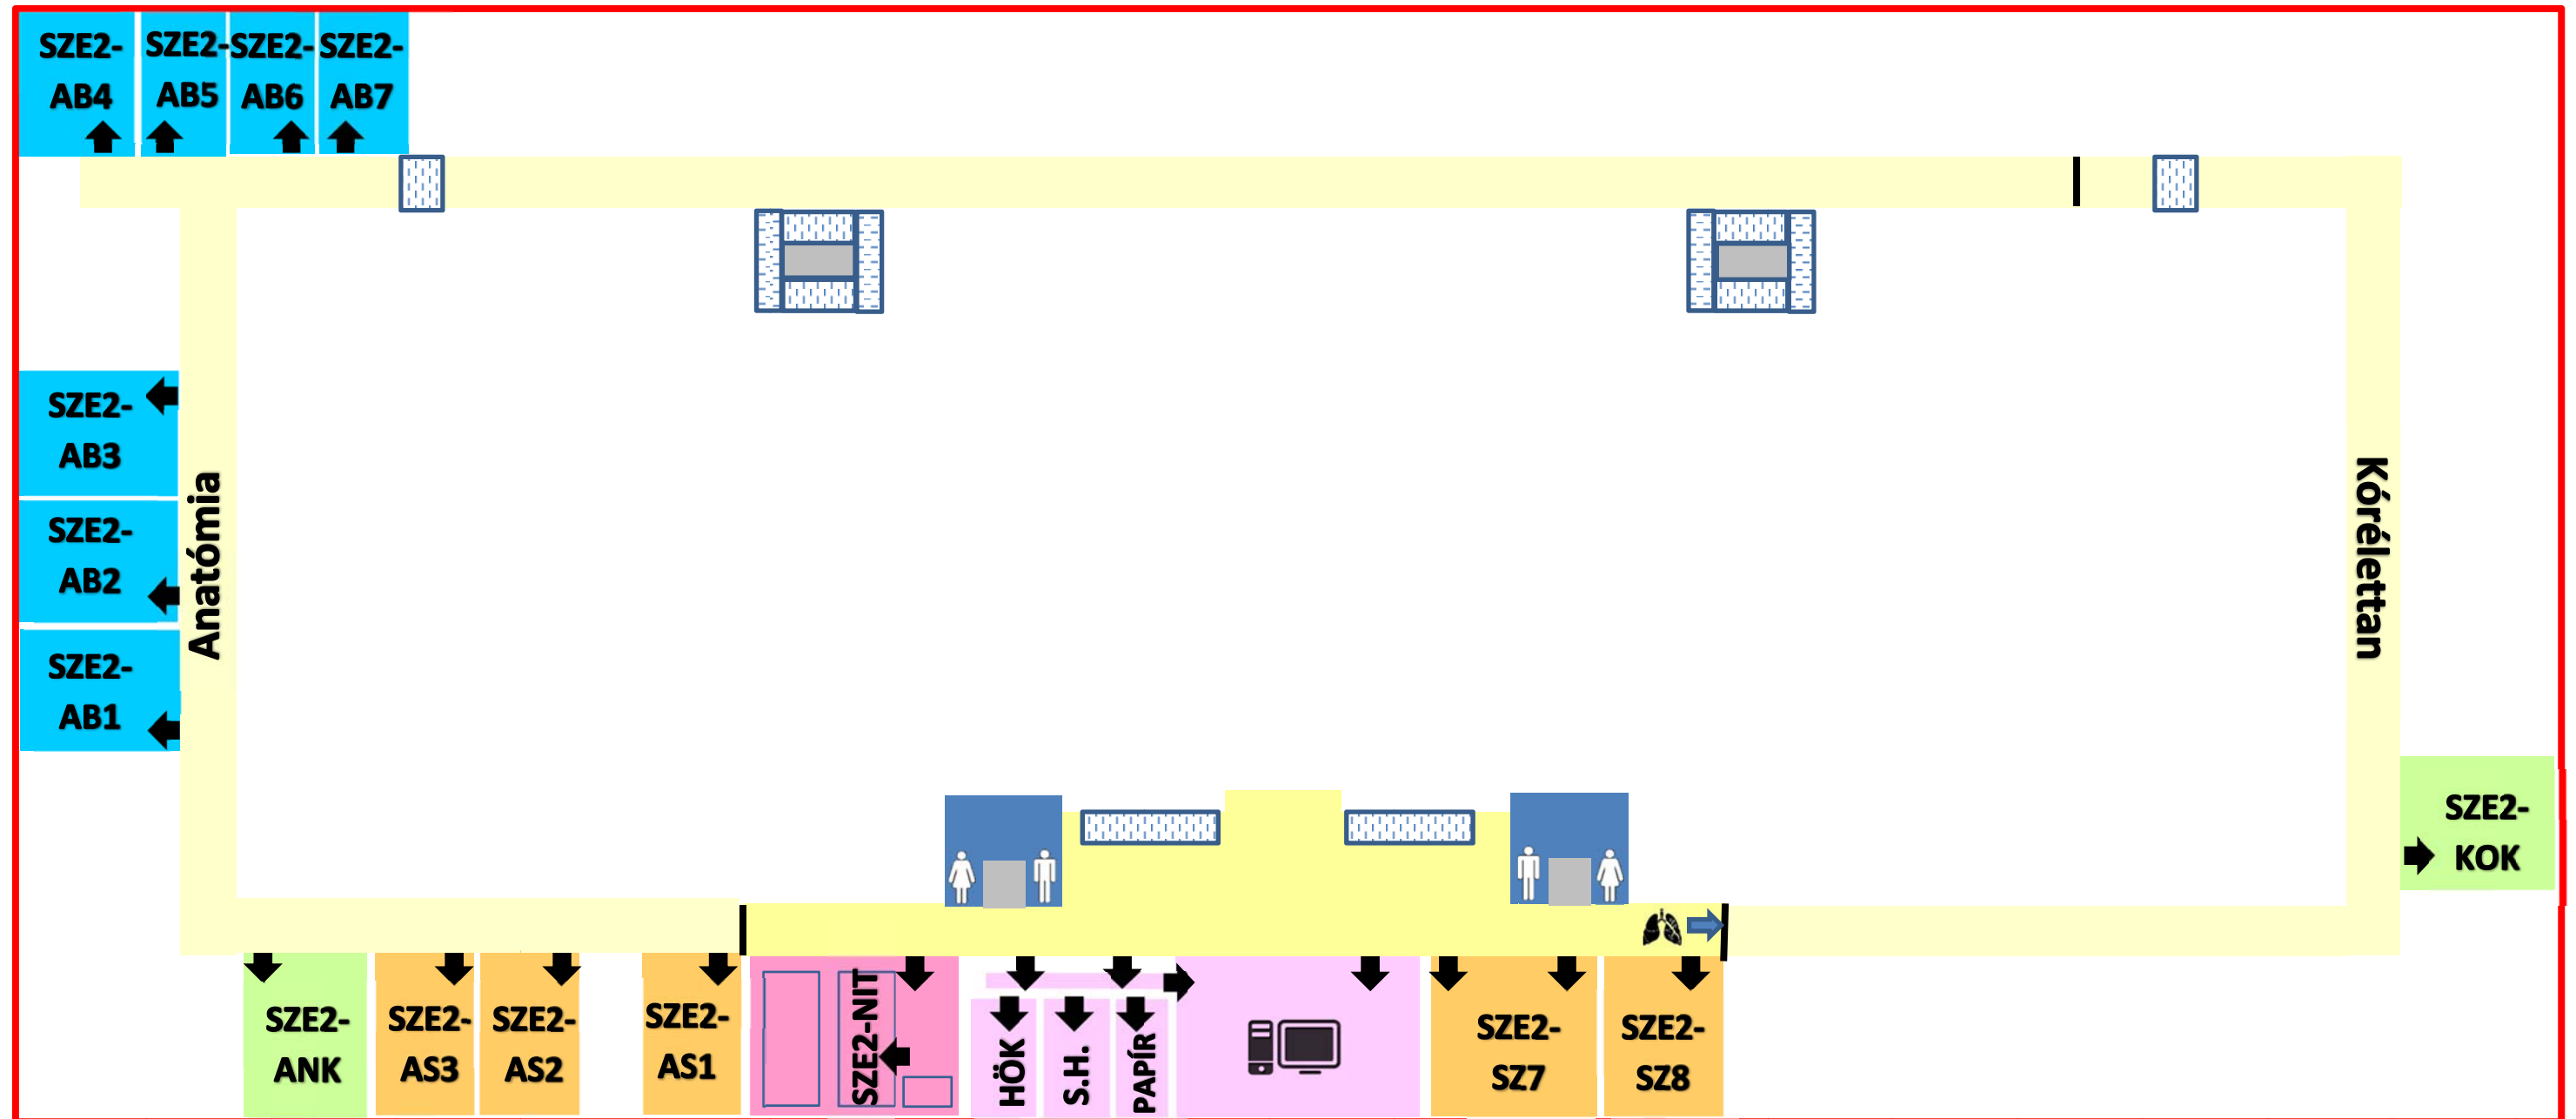 SZE2-
AB4
SZE2-
AB5
SZE2-
AB6
SZE2-
AB7
SZE2-
AB3
SZE2-
AB2
SZE2-
AB1
Anatómia
Kórélettan
SZE2-
KOK
SZE2-
ANK
SZE2-
AS3
SZE2-
AS2
SZE2-
AS1
SZE2-NIT
HÖK
S.H.
PAPÍR
SZE2-
SZ7
SZE2-
SZ8